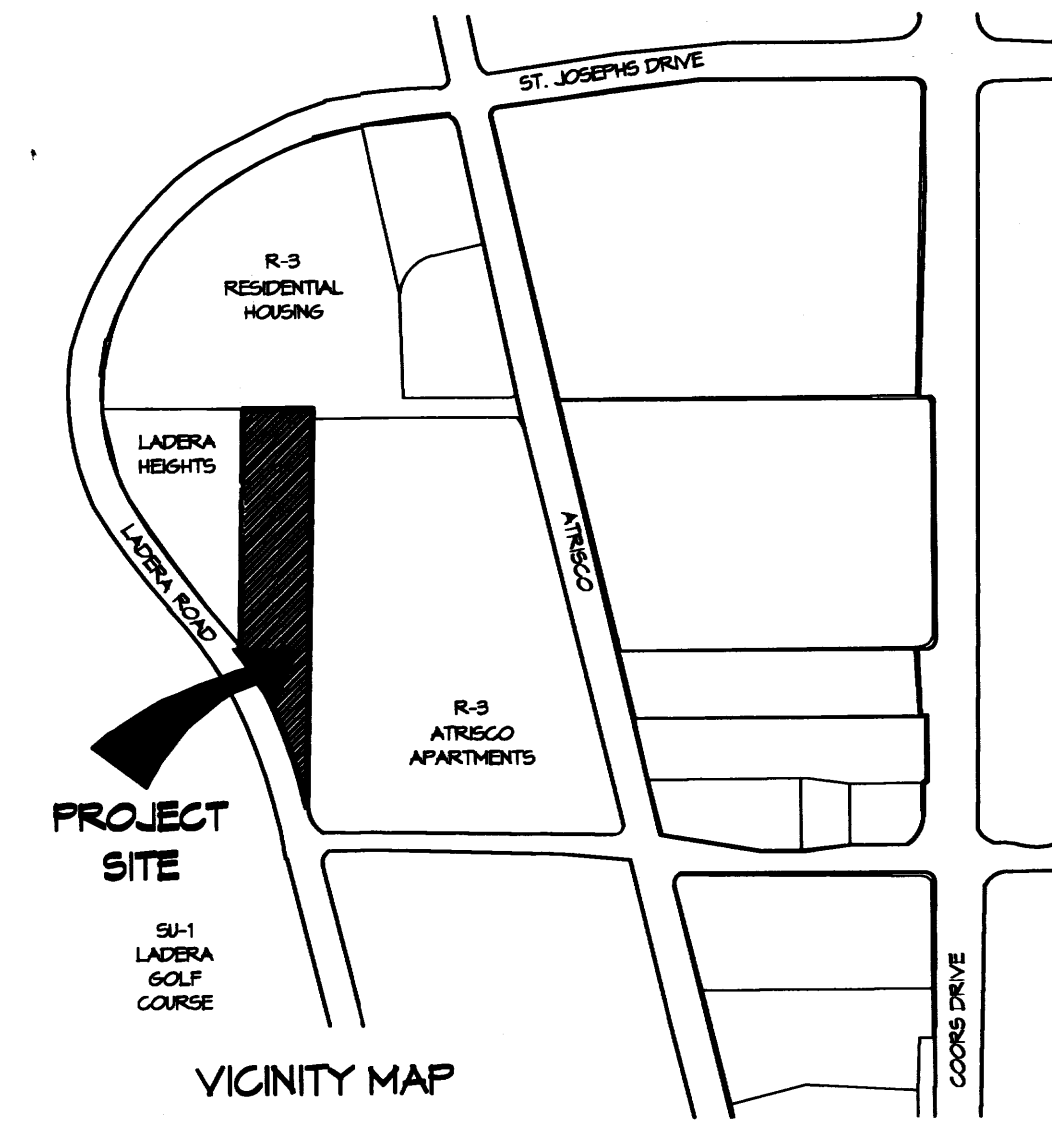 ST. JOSEPHS DRIVE
R-3
RESIDENTIAL
HOUSING
LADERA
HEIGHTS
LADERA ROAD
ATRISCO
R-3
ATRISCO
APARTMENTS
PROJECT
SITE
SU-1
LADERA
GOLF
COURSE
COORS DRIVE
VICINITY MAP